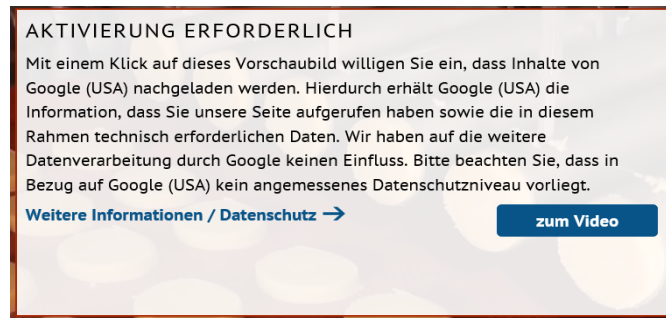 AKTIVIERUNG ERFORDERLICH
Mit einem Klick auf dieses Vorschaubild willigen Sie ein, dass Inhalte von
Google (USA) nachgeladen werden. Hierdurch erhält Google (USA) die
Information, dass Sie unsere Seite aufgerufen haben sowie die in diesem
Rahmen technisch erforderlichen Daten. Wir haben auf die weitere
Datenverarbeitung durch Google keinen Einfluss. Bitte beachten Sie, dass in
Bezug auf Google (USA) kein angemessenes Datenschutzniveau vorliegt.
Weitere Informationen / Datenschutz →
zum Video